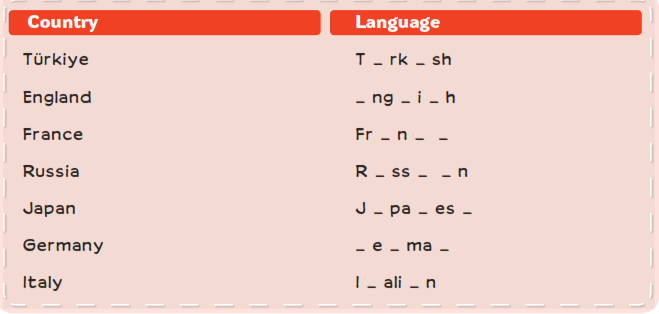 Country Language
Türkiye T _ rk _ sh
England _ ng _ i _ h
France Fr _ n _ _
Russia R _ ss _ _ n
Japan J _ pa _ es _
Germany _ e _ ma _
Italy I _ ali _ n